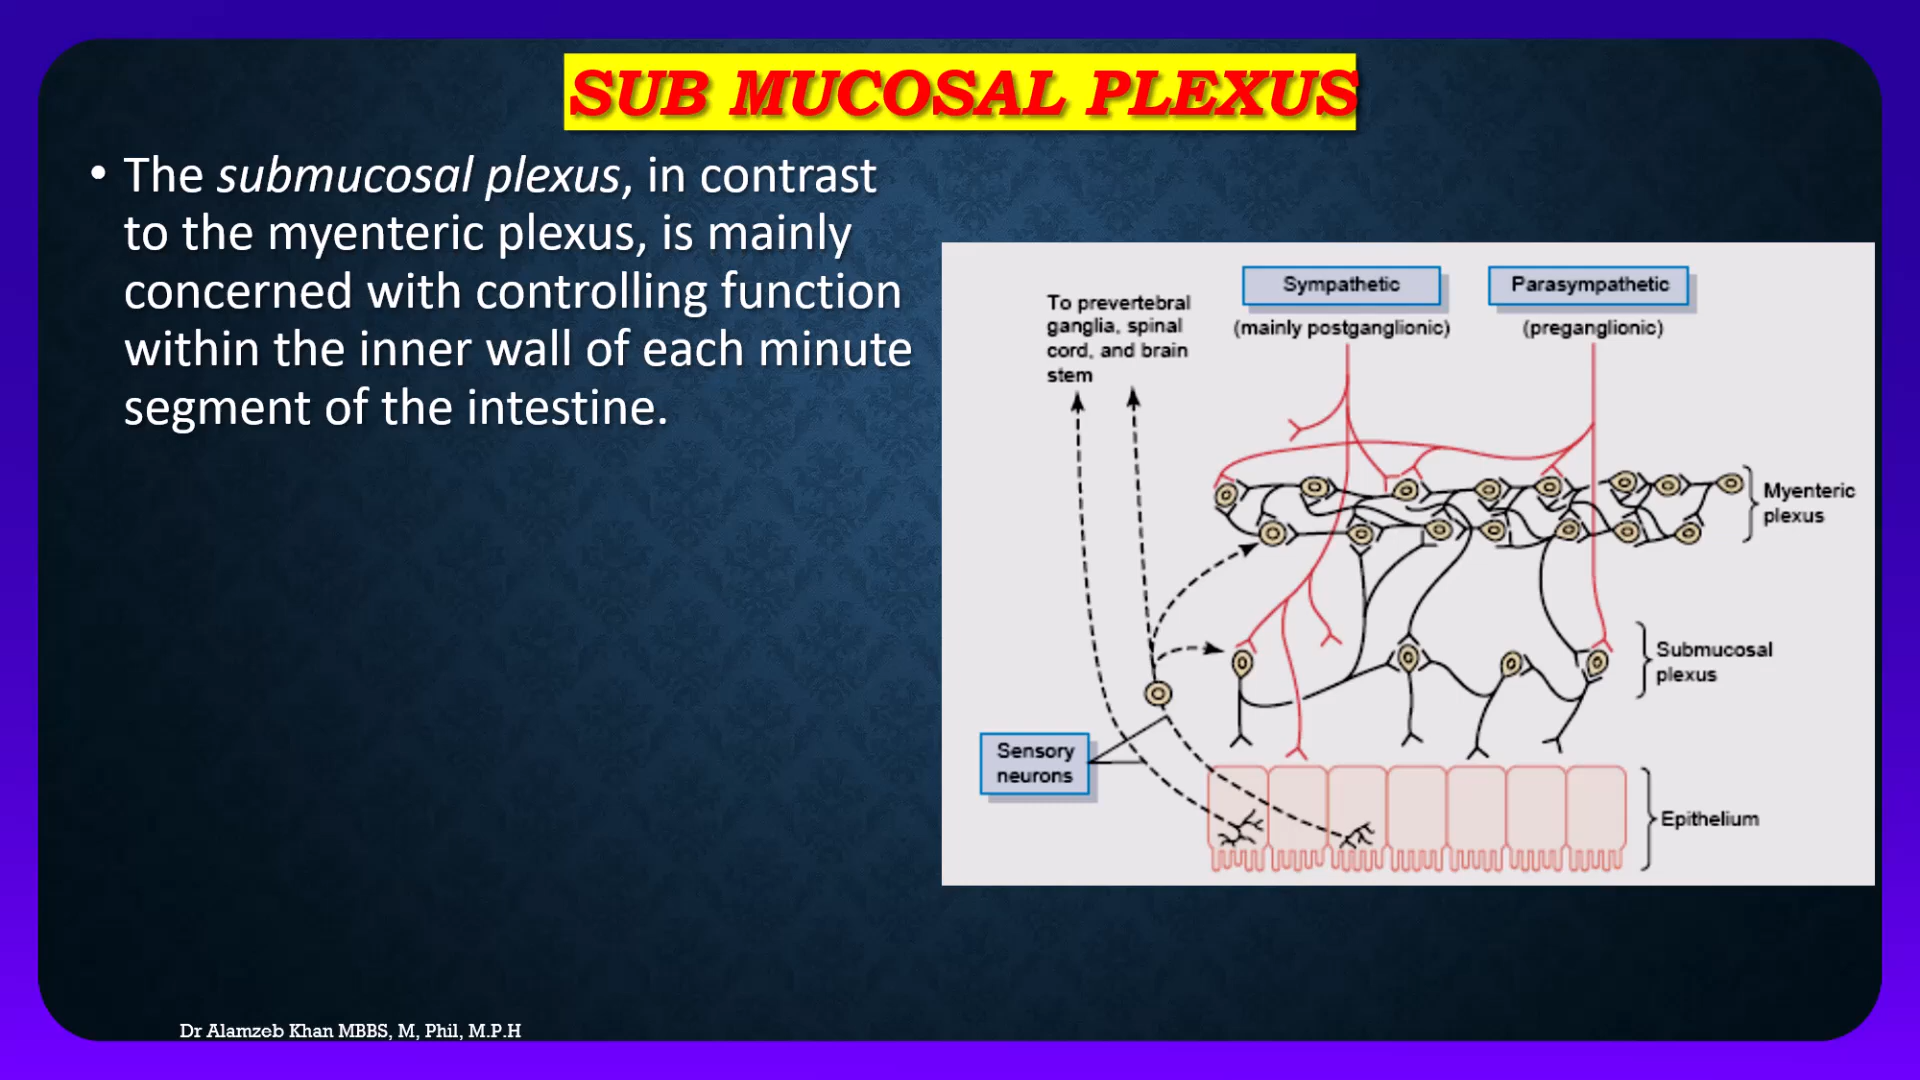 SUB MUCOSAL PLEXUS
• The submucosal plexus, in contrast
to the myenteric plexus, is mainly
concerned with controlling function
within the inner wall of each minute
segment of the intestine.
To prevertebral
ganglia, spinal
cord, and brain
stem
Sympathetic
(mainly postganglionic)
Parasympathetic
(preganglionic)
Myenteric
plexus
Submucosal
plexus
Sensory
neurons
Epithelium
Dr Alamzeb Khan MBBS, M, Phil, M.P.H